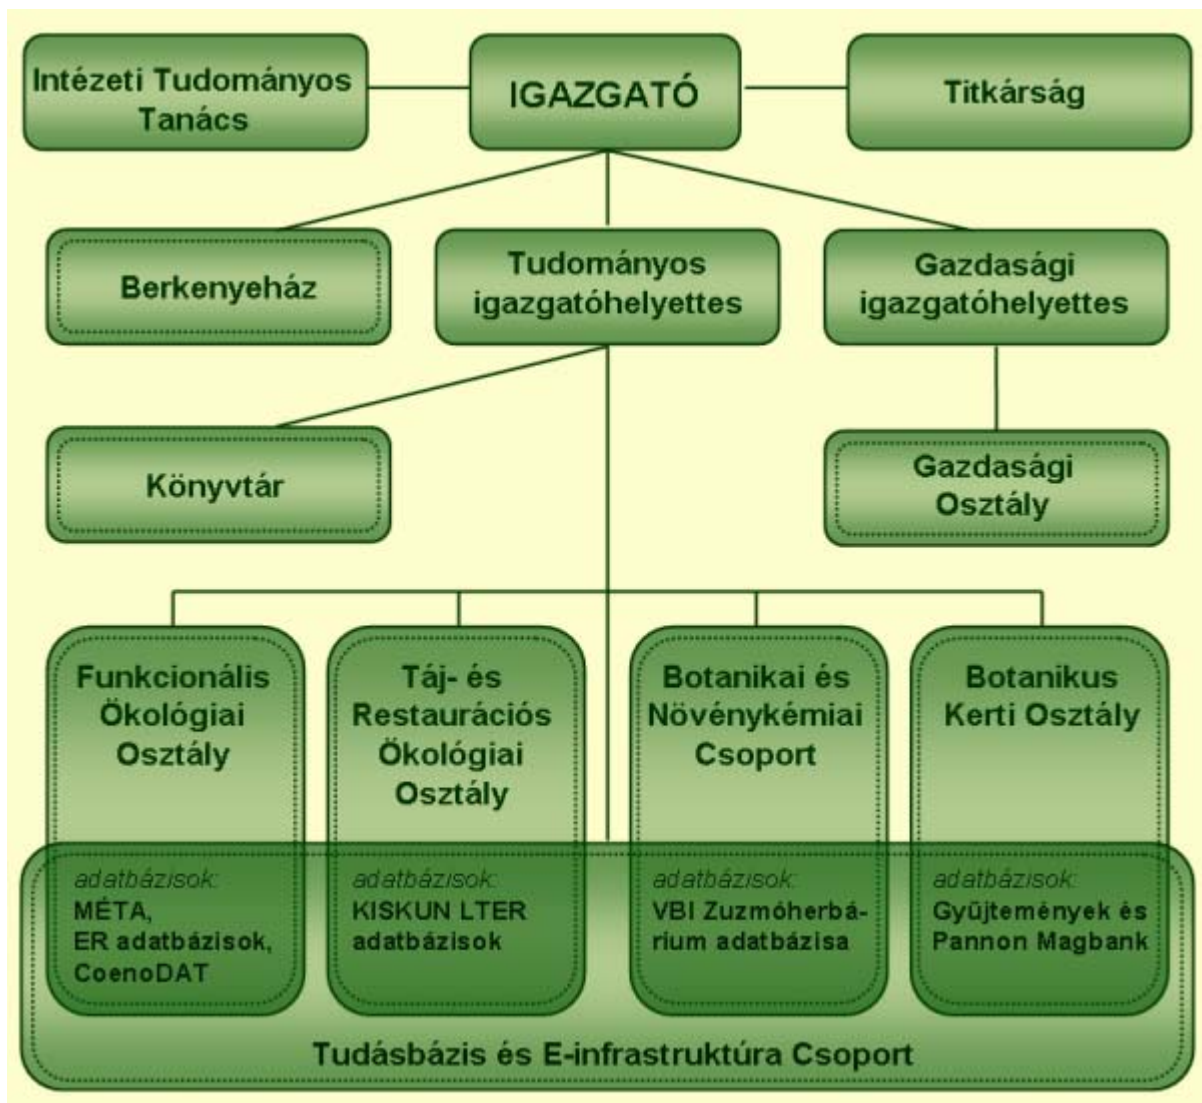 Intézeti Tudományos
Tanács
IGAZGATÓ
Titkárság
Berkenyeház
Tudományos
igazgatóhelyettes
Gazdasági
igazgatóhelyettes
Könyvtár
Gazdasági
Osztály
Funkcionális
Ökológiai
Osztály
Táj- és
Restaurációs
Ökológiai
Osztály
Botanikai és
Növénykémiai
Csoport
Botanikus
Kerti Osztály
adatbázisok:
MÉTA,
ER adatbázisok,
CoenoDAT
adatbázisok:
KISKUN LTER
adatbázisok
adatbázisok:
VBI Zuzmóherbá-
rium adatbázisa
adatbázisok:
Gyűjtemények és
Pannon Magbank
Tudásbázis és E-infrastruktúra Csoport